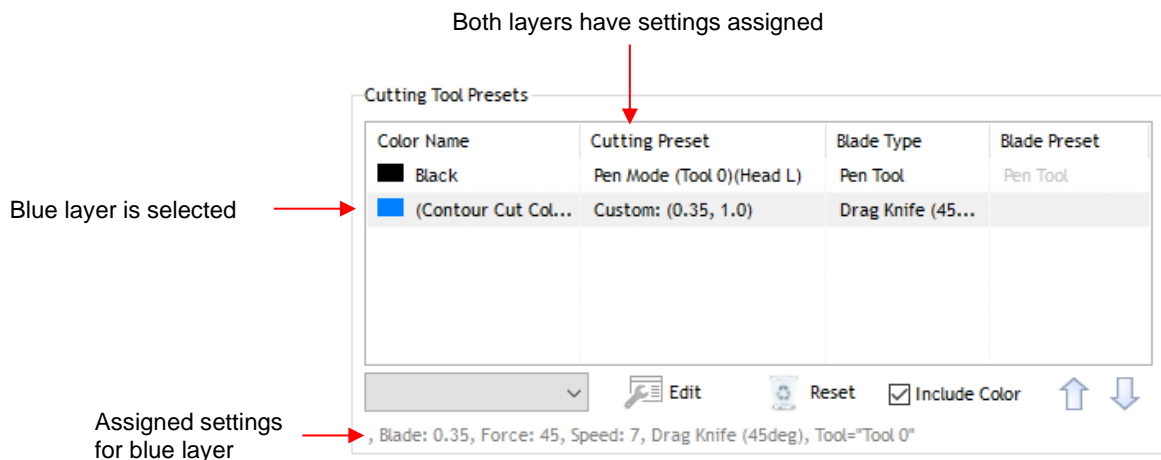 Both layers have settings assigned
Cutting Tool Presets
Color Name Cutting Preset Blade Type Blade Preset
Black Pen Mode (Tool 0)(Head L) Pen Tool Pen Tool
Blue layer is selected (Contour Cut Col... Custom: (0.35, 1.0) Drag Knife (45...
Edit Reset Include Color
Assigned settings
for blue layer
, Blade: 0.35, Force: 45, Speed: 7, Drag Knife (45deg), Tool="Tool 0"